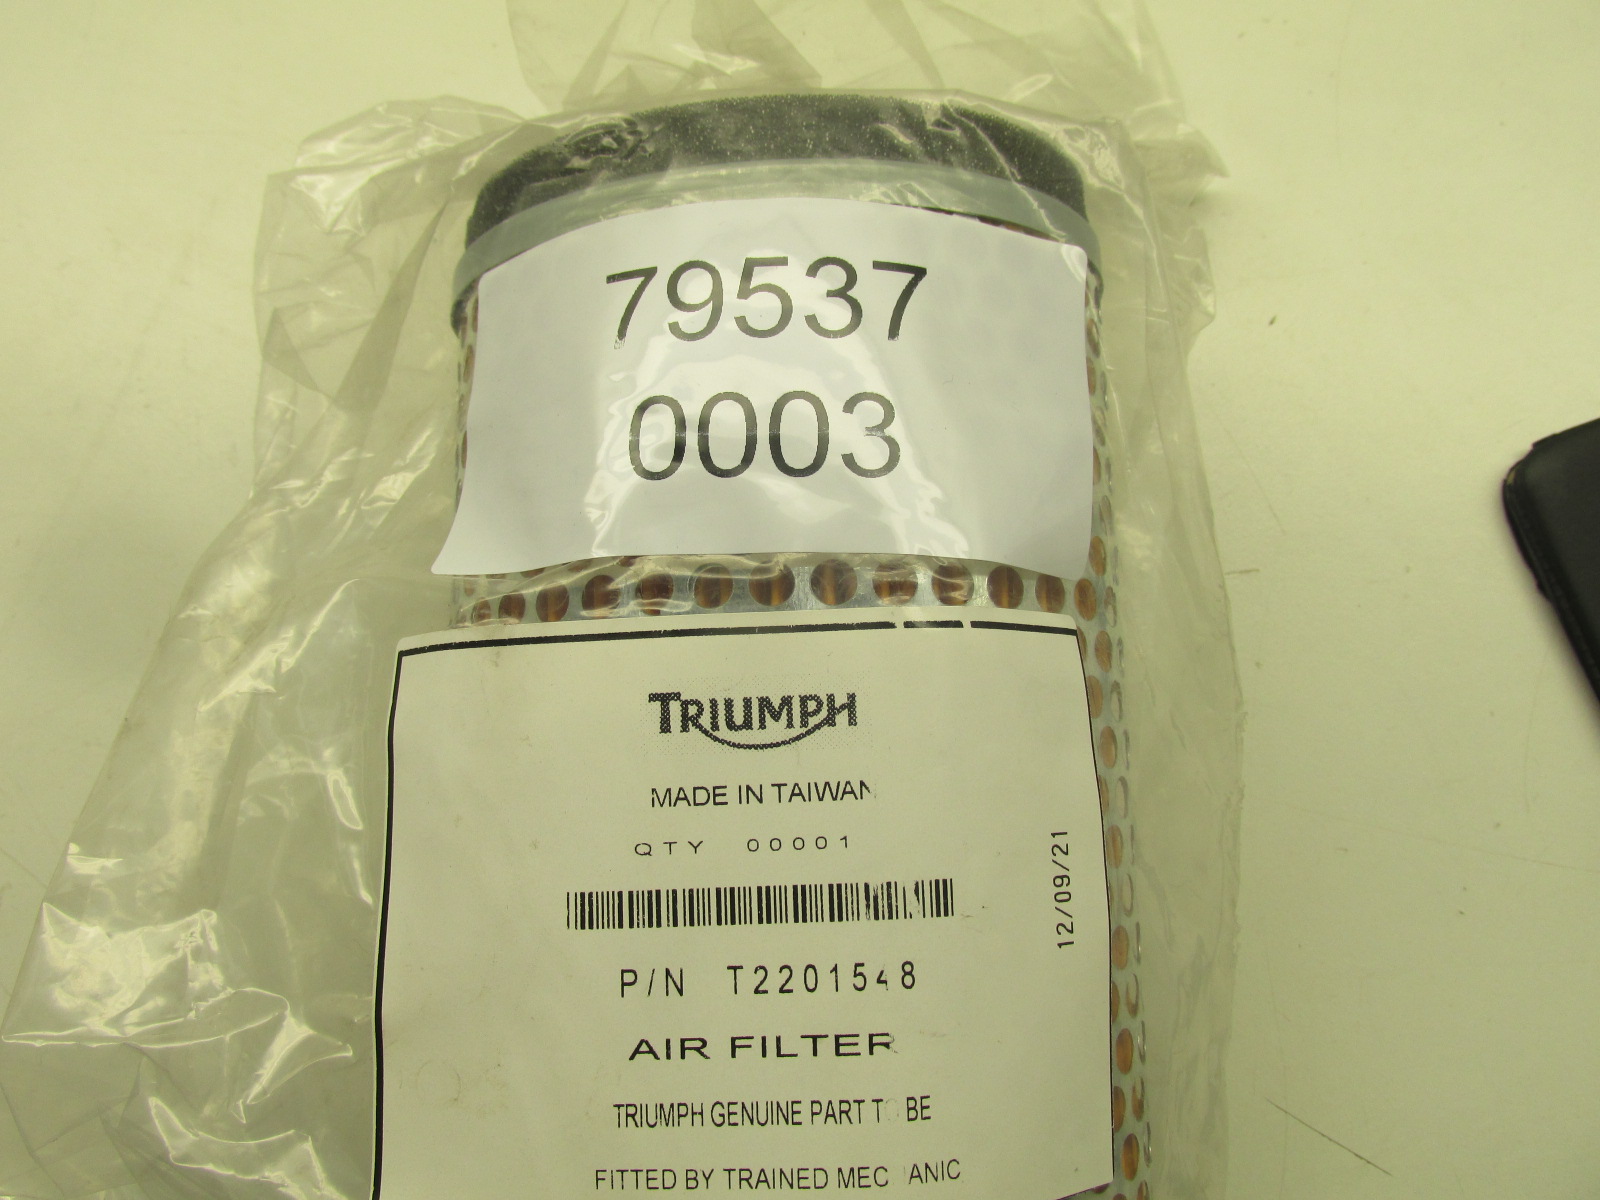 79537
0003
TRIUMPH
MADE IN TAIWAN
QTY 00001
12/09/21
P/N T2201548
AIR FILTER
TRIUMPH GENUINE PART TO BE
FITTED BY TRAINED MECHANIC